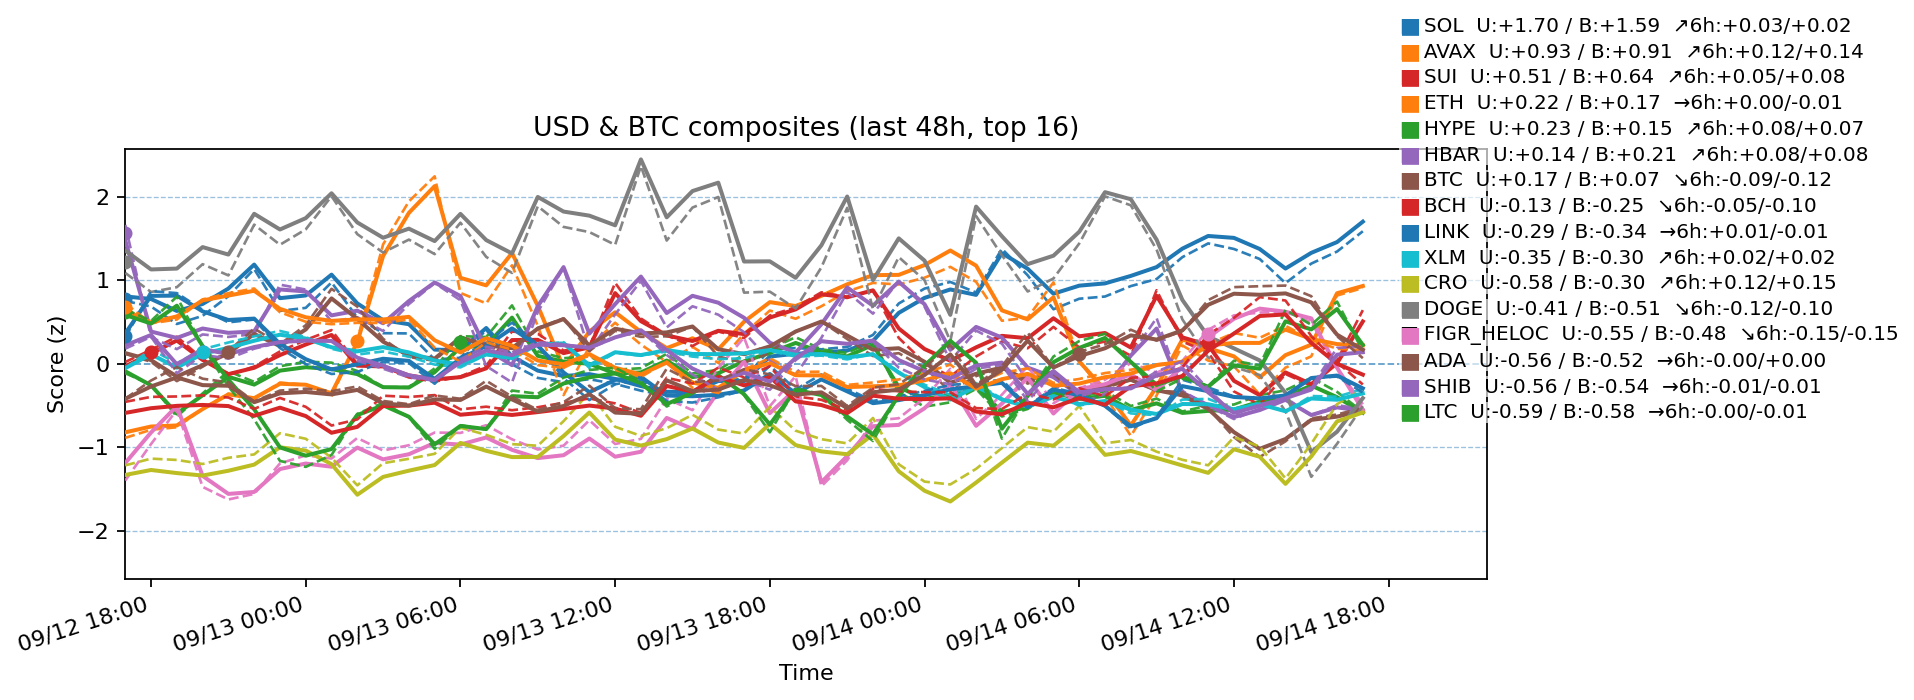 SOL  U:+1.70 / B:+1.59  ↗6h:+0.03/+0.02
AVAX  U:+0.93 / B:+0.91  ↗6h:+0.12/+0.14
SUI  U:+0.51 / B:+0.64  ↗6h:+0.05/+0.08
ETH  U:+0.22 / B:+0.17  →6h:+0.00/-0.01
HYPE  U:+0.23 / B:+0.15  ↗6h:+0.08/+0.07
HBAR  U:+0.14 / B:+0.21  ↗6h:+0.08/+0.08
BTC  U:+0.17 / B:+0.07  ↘6h:-0.09/-0.12
BCH  U:-0.13 / B:-0.25  ↘6h:-0.05/-0.10
LINK  U:-0.29 / B:-0.34  →6h:+0.01/-0.01
XLM  U:-0.35 / B:-0.30  ↗6h:+0.02/+0.02
CRO  U:-0.58 / B:-0.30  ↗6h:+0.12/+0.15
DOGE  U:-0.41 / B:-0.51  ↘6h:-0.12/-0.10
FIGR_HELOC  U:-0.55 / B:-0.48  ↘6h:-0.15/-0.15
ADA  U:-0.56 / B:-0.52  →6h:-0.00/+0.00
SHIB  U:-0.56 / B:-0.54  →6h:-0.01/-0.01
LTC  U:-0.59 / B:-0.58  →6h:-0.00/-0.01
USD & BTC composites (last 48h, top 16)
Score (z)
2
1
0
−1
−2
09/12 18:00
09/13 00:00
09/13 06:00
09/13 12:00
09/13 18:00
09/14 00:00
09/14 06:00
09/14 12:00
09/14 18:00
Time